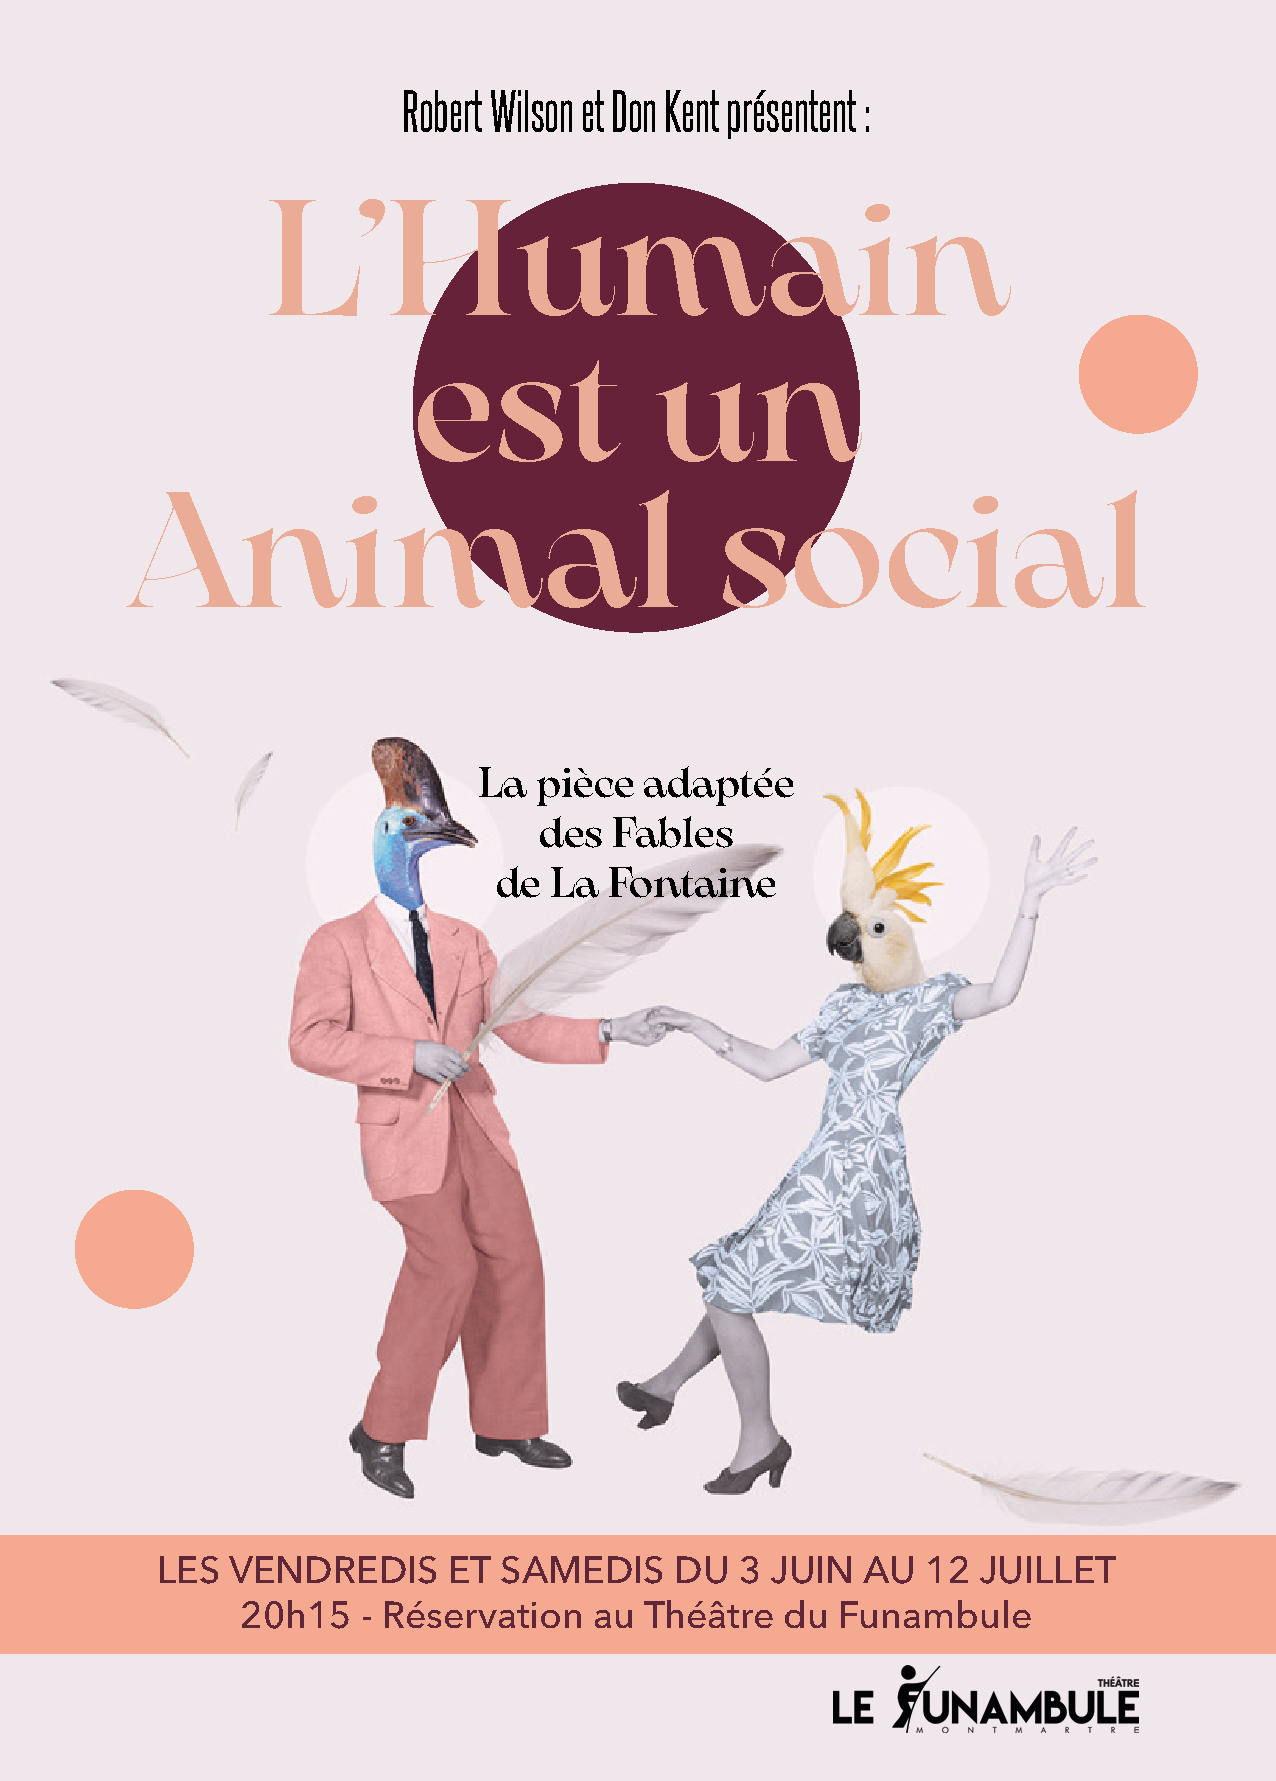 Robert Wilson et Don Kent présentent :
L’Humain
est un
Animal social
La pièce adaptée
des Fables
de La Fontaine
LES VENDREDIS ET SAMEDIS DU 3 JUIN AU 12 JUILLET
20h15 - Réservation au Théâtre du Funambule
THÉÂTRE
LE FUNAMBULE
MONTMARTRE